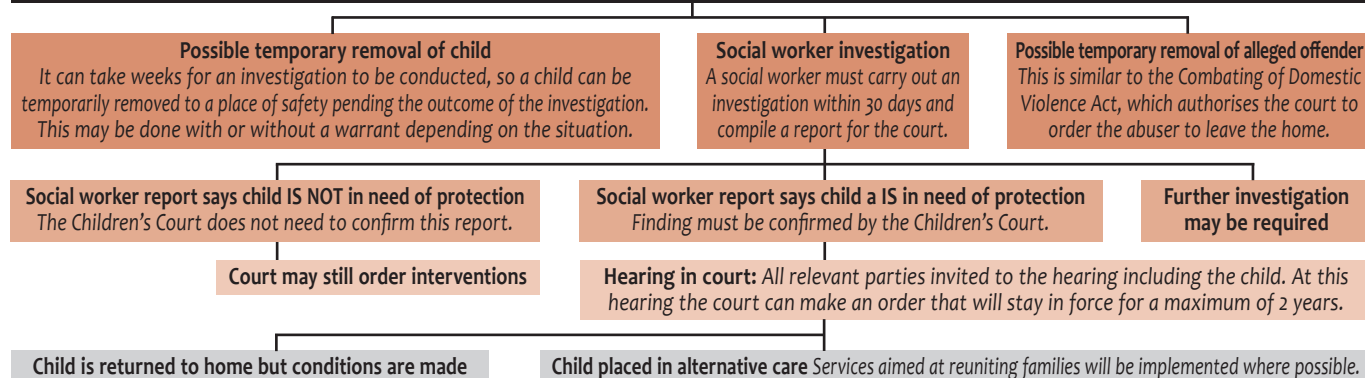 Possible temporary removal of child
It can take weeks for an investigation to be conducted, so a child can be
temporarily removed to a place of safety pending the outcome of the investigation.
This may be done with or without a warrant depending on the situation.
Social worker investigation
A social worker must carry out an
investigation within 30 days and
compile a report for the court.
Possible temporary removal of alleged offender
This is similar to the Combating of Domestic
Violence Act, which authorises the court to
order the abuser to leave the home.
Social worker report says child IS NOT in need of protection
The Children’s Court does not need to confirm this report.
Social worker report says child a IS in need of protection
Finding must be confirmed by the Children’s Court.
Further investigation
may be required
Court may still order interventions
Hearing in court: All relevant parties invited to the hearing including the child. At this
hearing the court can make an order that will stay in force for a maximum of 2 years.
Child is returned to home but conditions are made
Child placed in alternative care Services aimed at reuniting families will be implemented where possible.